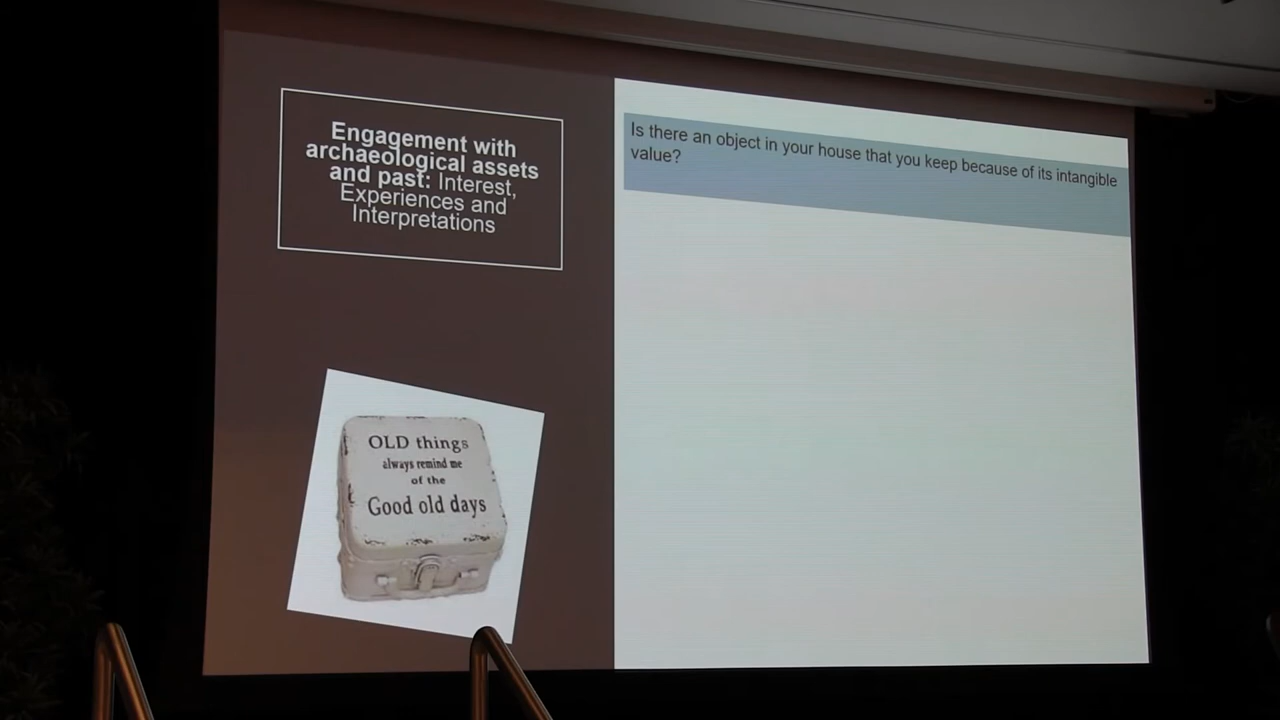 Engagement with
archaeological assets
and past: Interest,
Experiences and
Interpretations
Is there an object in your house that you keep because of its intangible
value?
OLD things
always remind me
of the
Good old days